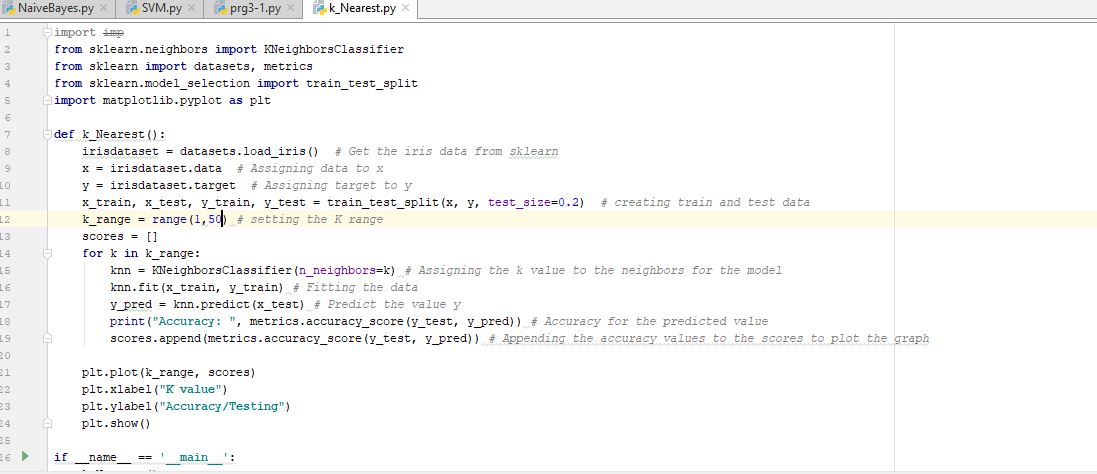 NaiveBayes.py SVM.py prg3-1.py k_Nearest.py
1 import imp
2 from sklearn.neighbors import KNeighborsClassifier
3 from sklearn import datasets, metrics
4 from sklearn.model_selection import train_test_split
5 import matplotlib.pyplot as plt
6
7 def k_Nearest():
8 irisdataset = datasets.load_iris() # Get the iris data from sklearn
9 x = irisdataset.data # Assigning data to x
10 y = irisdataset.target # Assigning target to y
11 x_train, x_test, y_train, y_test = train_test_split(x, y, test_size=0.2) # creating train and test data
12 k_range = range(1,50) # setting the K range
13 scores = []
14 for k in k_range:
15 knn = KNeighborsClassifier(n_neighbors=k) # Assigning the k value to the neighbors for the model
16 knn.fit(x_train, y_train) # Fitting the data
17 y_pred = knn.predict(x_test) # Predict the value y
18 print("Accuracy: ", metrics.accuracy_score(y_test, y_pred)) # Accuracy for the predicted value
19 scores.append(metrics.accuracy_score(y_test, y_pred)) # Appending the accuracy values to the scores to plot the graph
20
21 plt.plot(k_range, scores)
22 plt.xlabel("K value")
23 plt.ylabel("Accuracy/Testing")
24 plt.show()
25
26 if __name__ == '__main__':